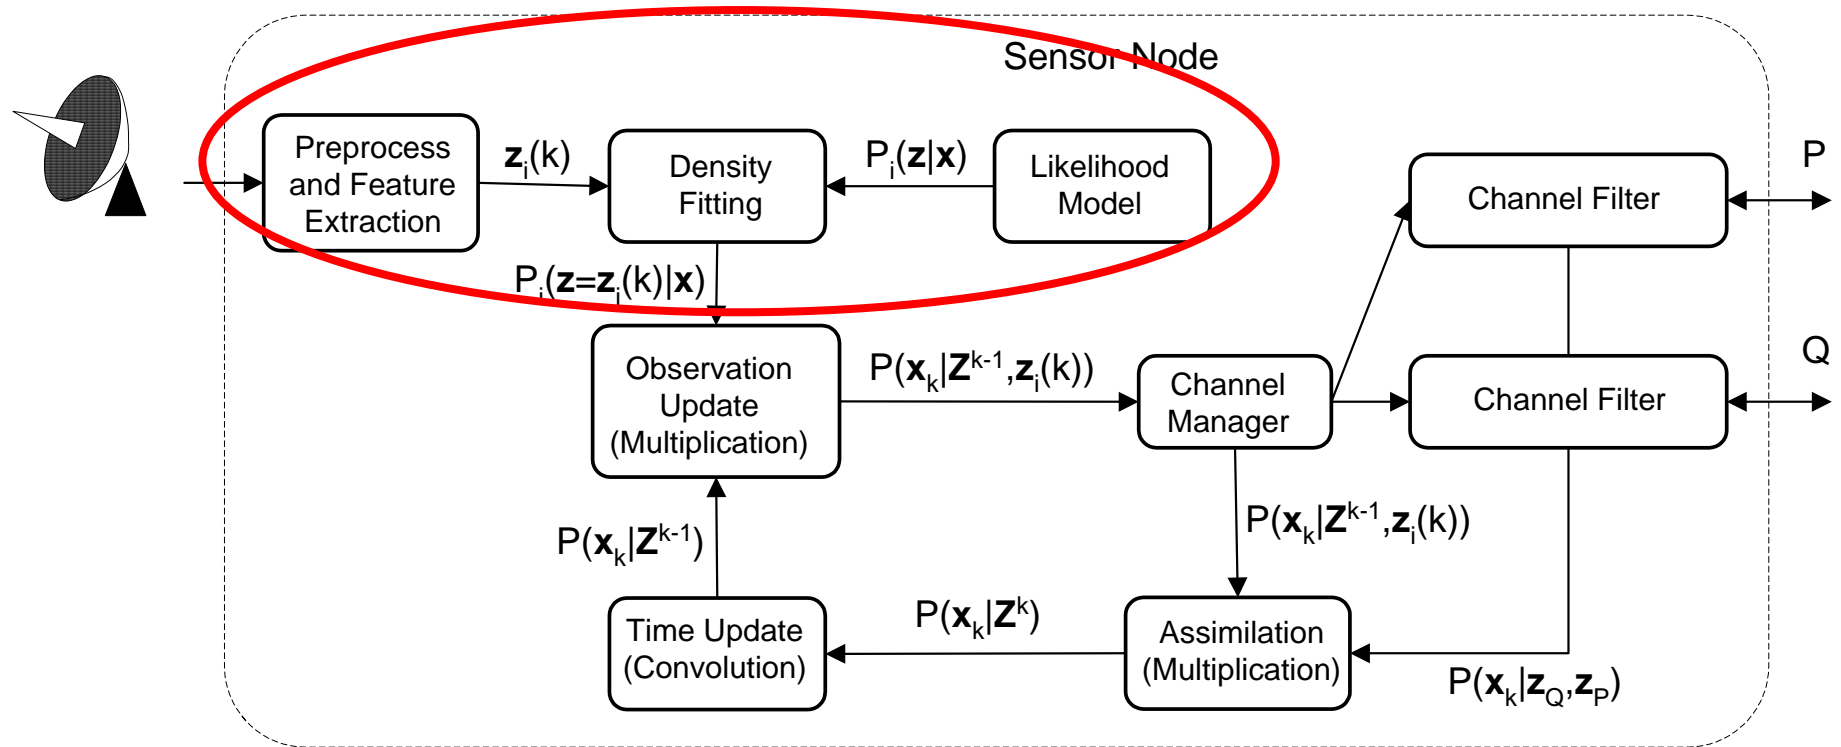 Sensor Node
Preprocess
and Feature
Extraction
z_i(k)
Density
Fitting
P_i(z|x)
Likelihood
Model
Channel Filter
P
P_i(z=z_i(k)|x)
Observation
Update
(Multiplication)
P(x_k|Z^{k-1},z_i(k))
Channel
Manager
Channel Filter
Q
P(x_k|Z^{k-1})
P(x_k|Z^{k-1},z_i(k))
Time Update
(Convolution)
P(x_k|Z^k)
Assimilation
(Multiplication)
P(x_k|z_Q,z_P)